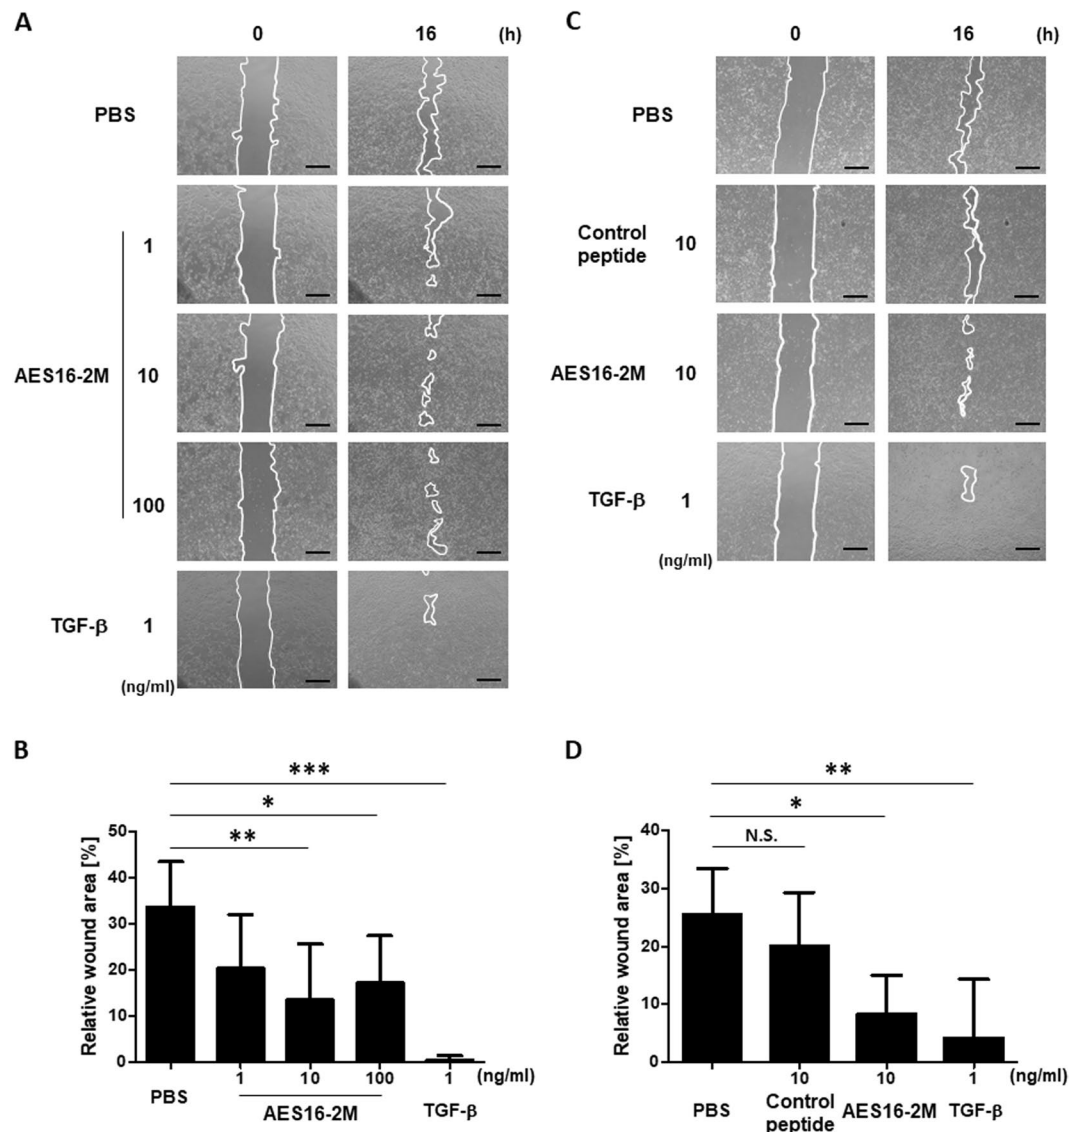 A
0 16 (h)
PBS
1
AES16-2M 10
100
TGF-β 1
(ng/ml)
C
0 16 (h)
PBS
Control
peptide 10
AES16-2M 10
TGF-β 1
(ng/ml)
B
***
*
**
Relative wound area [%]
50
40
30
20
10
0
1 10 100 1 (ng/ml)
PBS AES16-2M TGF-β
D
**
*
N.S.
Relative wound area [%]
40
30
20
10
0
10 10 1 (ng/ml)
PBS Control
peptide AES16-2M TGF-β